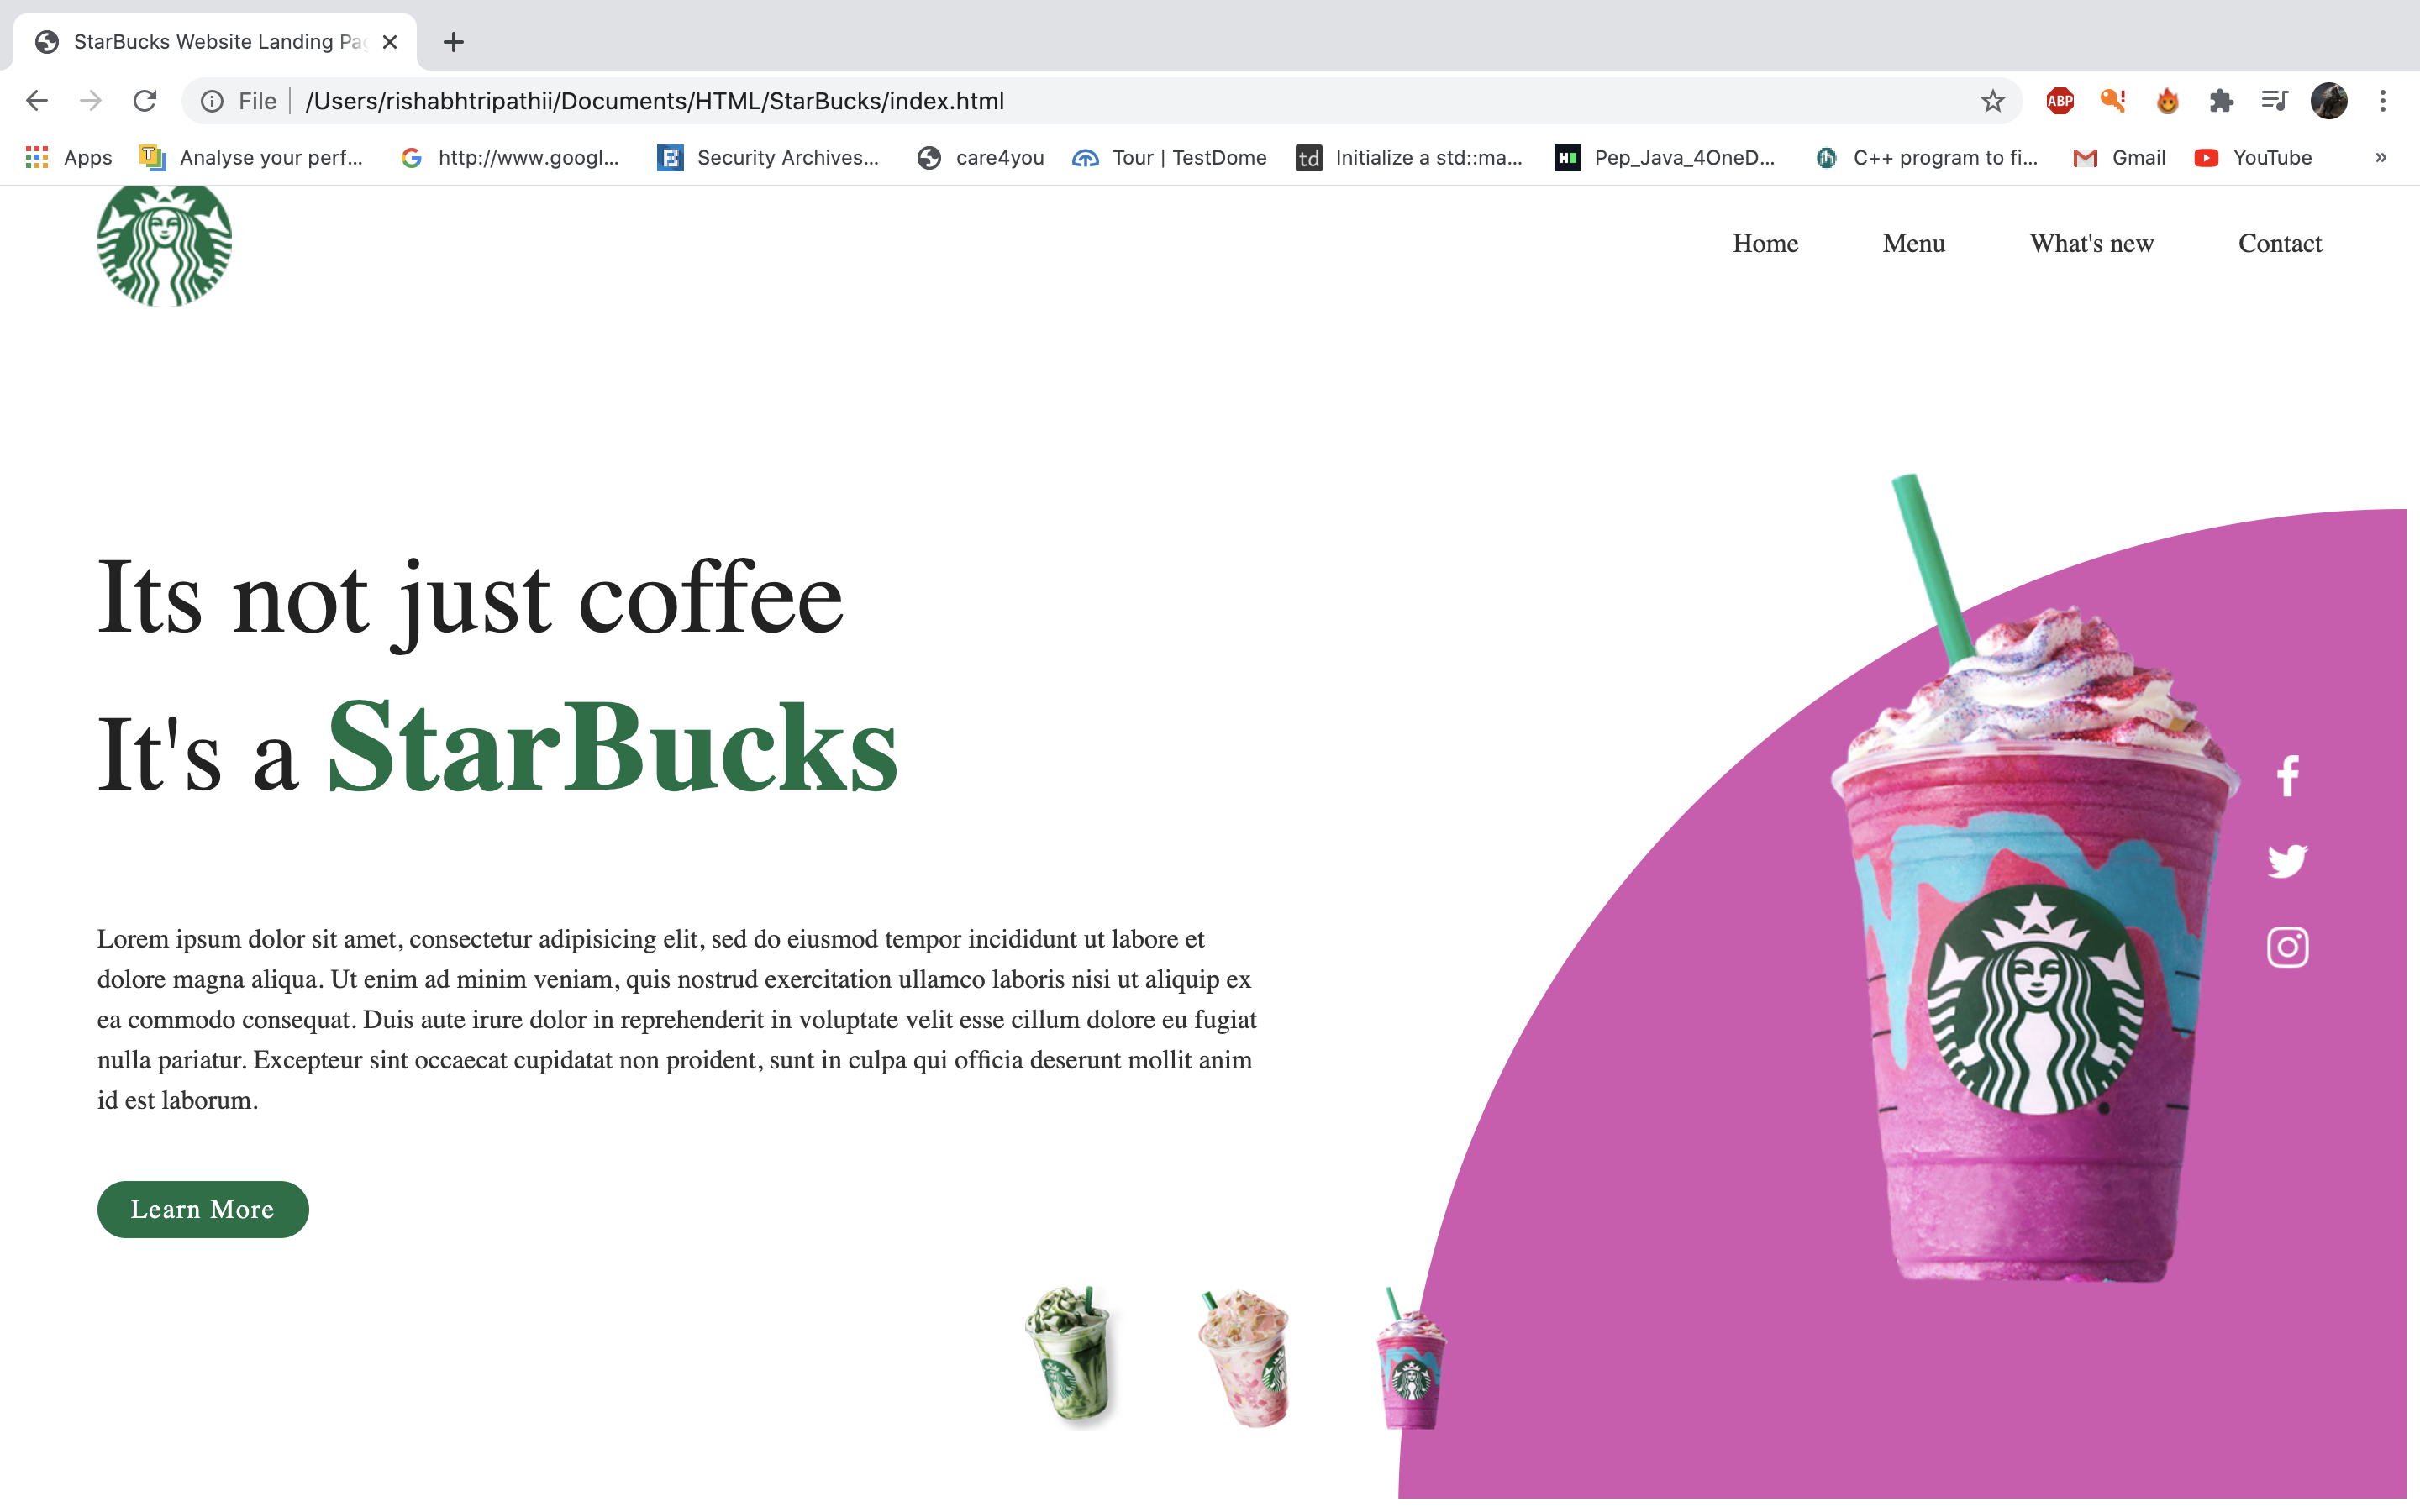 StarBucks Website Landing Pa
File
/Users/rishabhtripathii/Documents/HTML/StarBucks/index.html
ABP
Apps
Analyse your perf...
http://www.googl...
Security Archives...
care4you
Tour | TestDome
td
Initialize a std::ma...
Pep_Java_4OneD...
C++ program to fi...
Gmail
YouTube
»
Home
Menu
What's new
Contact
Its not just coffee
It's a StarBucks
Lorem ipsum dolor sit amet, consectetur adipisicing elit, sed do eiusmod tempor incididunt ut labore et
dolore magna aliqua. Ut enim ad minim veniam, quis nostrud exercitation ullamco laboris nisi ut aliquip ex
ea commodo consequat. Duis aute irure dolor in reprehenderit in voluptate velit esse cillum dolore eu fugiat
nulla pariatur. Excepteur sint occaecat cupidatat non proident, sunt in culpa qui officia deserunt mollit anim
id est laborum.
Learn More